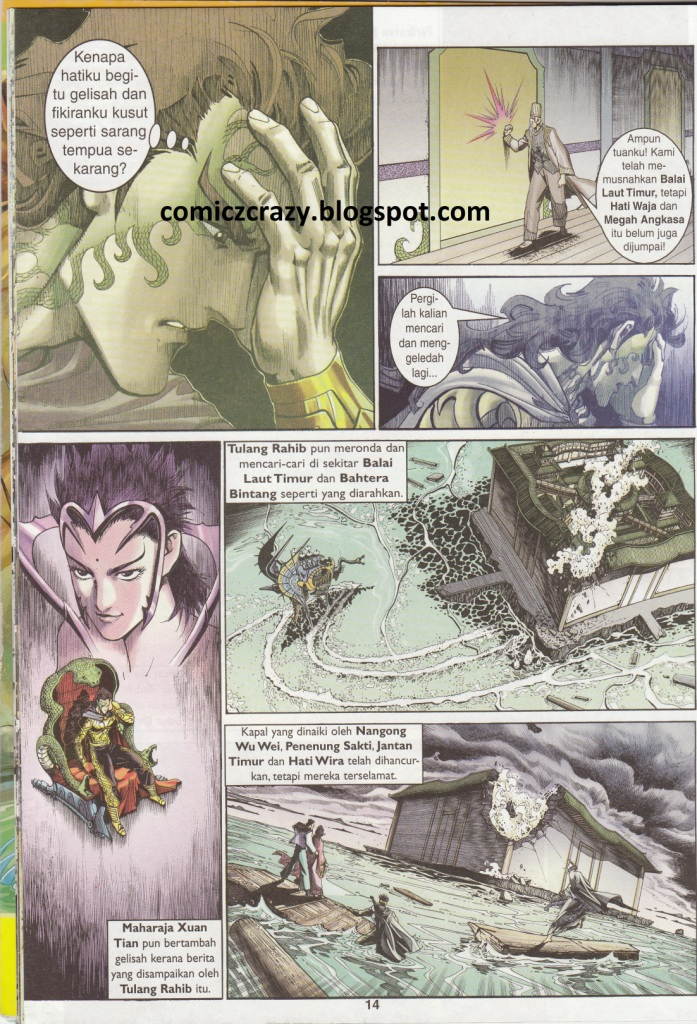 Kenapa
hatiku begi-
tu gelisah dan
fikiranku kusut
seperti sarang
tempua se-
karang?
comiczcrazy.blogspot.com
Ampun
tuanku! Kami
telah me-
musnahkan Balai
Laut Timur, tetapi
Hati Waja dan
Megah Angkasa
itu belum juga
dijumpai!
Pergi-
lah kalian
mencari
dan meng-
geledah
lagi...
Tulang Rahib pun meronda dan
mencari-cari di sekitar Balai
Laut Timur dan Bahtera
Bintang seperti yang diarahkan.
Maharaja Xuan
Tian pun bertambah
gelisah kerana berita
yang disampaikan oleh
Tulang Rahib itu.
Kapal yang dinaiki oleh Nangong
Wu Wei, Penenung Sakti, Jantan
Timur dan Hati Wira telah dihancur-
kan, tetapi mereka terselamat.
14